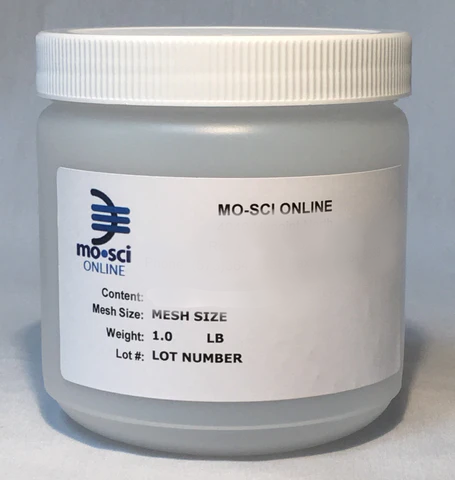 MO-SCI ONLINE
mo•sci
ONLINE
Content:
Mesh Size: MESH SIZE
Weight: 1.0 LB
Lot #: LOT NUMBER